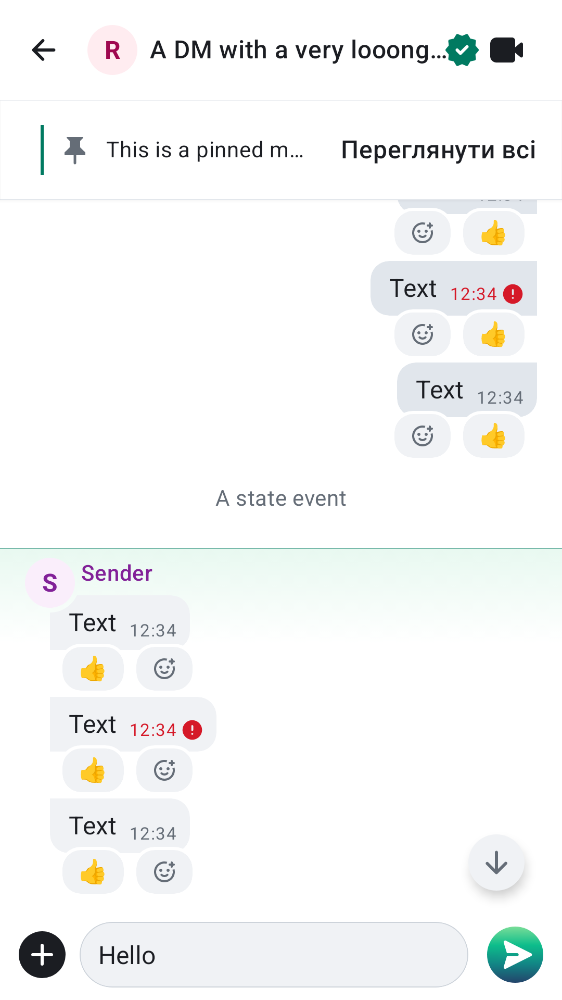 R A DM with a very looong…
This is a pinned m… Переглянути всі
Text 12:34
Text 12:34
A state event
S Sender
Text 12:34
Text 12:34
Text 12:34
Hello